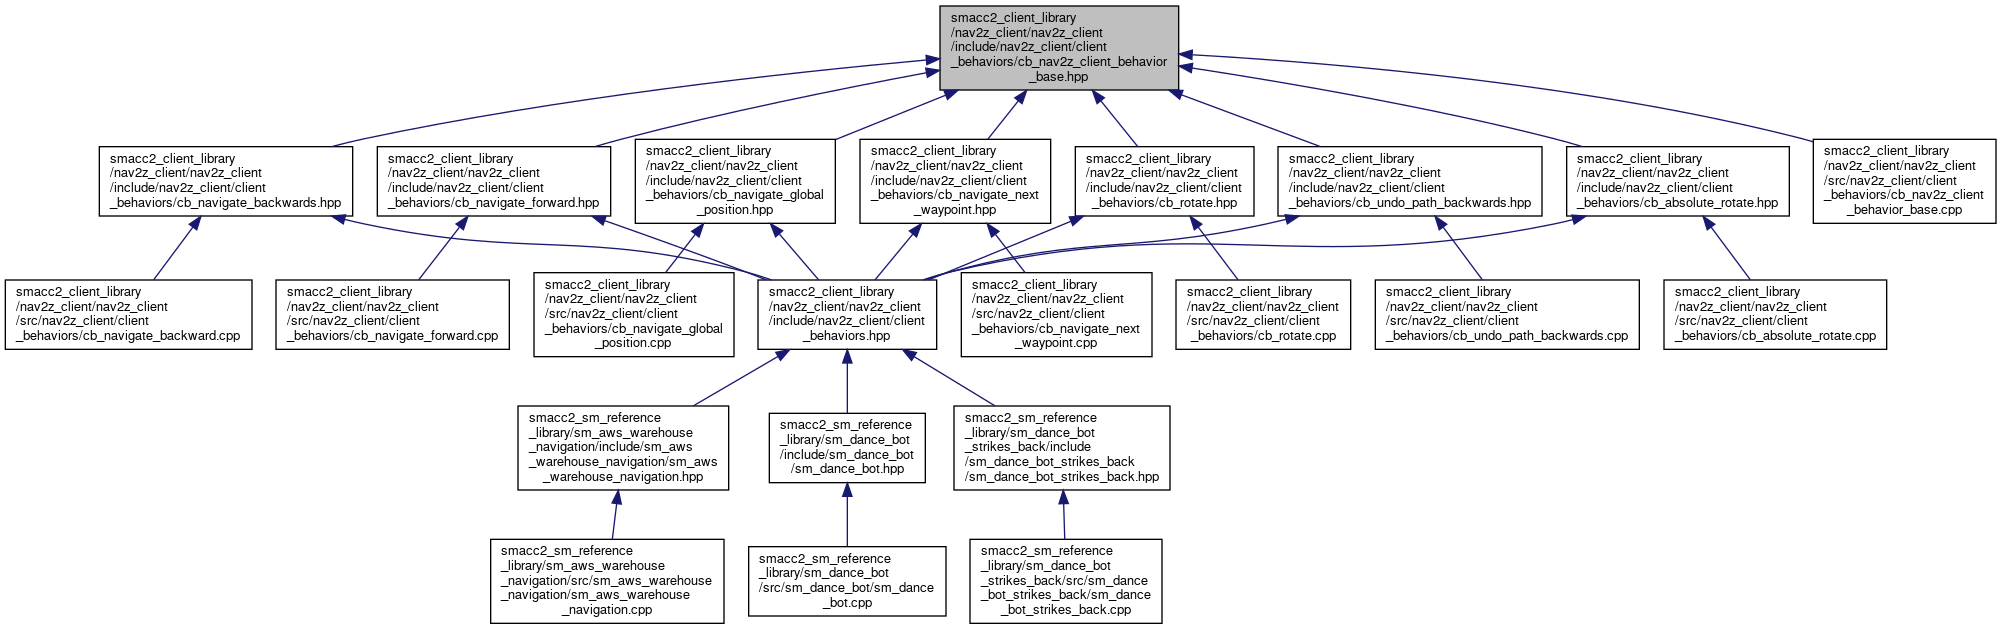 smacc2_client_library
/nav2z_client/nav2z_client
/include/nav2z_client/client
_behaviors/cb_nav2z_client_behavior
_base.hpp
smacc2_client_library
/nav2z_client/nav2z_client
/include/nav2z_client/client
_behaviors/cb_navigate_backwards.hpp
smacc2_client_library
/nav2z_client/nav2z_client
/include/nav2z_client/client
_behaviors/cb_navigate_forward.hpp
smacc2_client_library
/nav2z_client/nav2z_client
/include/nav2z_client/client
_behaviors/cb_navigate_global
_position.hpp
smacc2_client_library
/nav2z_client/nav2z_client
/include/nav2z_client/client
_behaviors/cb_navigate_next
_waypoint.hpp
smacc2_client_library
/nav2z_client/nav2z_client
/include/nav2z_client/client
_behaviors/cb_rotate.hpp
smacc2_client_library
/nav2z_client/nav2z_client
/include/nav2z_client/client
_behaviors/cb_undo_path_backwards.hpp
smacc2_client_library
/nav2z_client/nav2z_client
/include/nav2z_client/client
_behaviors/cb_absolute_rotate.hpp
smacc2_client_library
/nav2z_client/nav2z_client
/src/nav2z_client/client
_behaviors/cb_nav2z_client
_behavior_base.cpp
smacc2_client_library
/nav2z_client/nav2z_client
/src/nav2z_client/client
_behaviors/cb_navigate_backward.cpp
smacc2_client_library
/nav2z_client/nav2z_client
/src/nav2z_client/client
_behaviors/cb_navigate_forward.cpp
smacc2_client_library
/nav2z_client/nav2z_client
/src/nav2z_client/client
_behaviors/cb_navigate_global
_position.cpp
smacc2_client_library
/nav2z_client/nav2z_client
/include/nav2z_client/client
_behaviors.hpp
smacc2_client_library
/nav2z_client/nav2z_client
/src/nav2z_client/client
_behaviors/cb_navigate_next
_waypoint.cpp
smacc2_client_library
/nav2z_client/nav2z_client
/src/nav2z_client/client
_behaviors/cb_rotate.cpp
smacc2_client_library
/nav2z_client/nav2z_client
/src/nav2z_client/client
_behaviors/cb_undo_path_backwards.cpp
smacc2_client_library
/nav2z_client/nav2z_client
/src/nav2z_client/client
_behaviors/cb_absolute_rotate.cpp
smacc2_sm_reference
_library/sm_aws_warehouse
_navigation/include/sm_aws
_warehouse_navigation/sm_aws
_warehouse_navigation.hpp
smacc2_sm_reference
_library/sm_dance_bot
/include/sm_dance_bot
/sm_dance_bot.hpp
smacc2_sm_reference
_library/sm_dance_bot
_strikes_back/include
/sm_dance_bot_strikes_back
/sm_dance_bot_strikes_back.hpp
smacc2_sm_reference
_library/sm_aws_warehouse
_navigation/src/sm_aws_warehouse
_navigation/sm_aws_warehouse
_navigation.cpp
smacc2_sm_reference
_library/sm_dance_bot
/src/sm_dance_bot/sm_dance
_bot.cpp
smacc2_sm_reference
_library/sm_dance_bot
_strikes_back/src/sm_dance
_bot_strikes_back/sm_dance
_bot_strikes_back.cpp